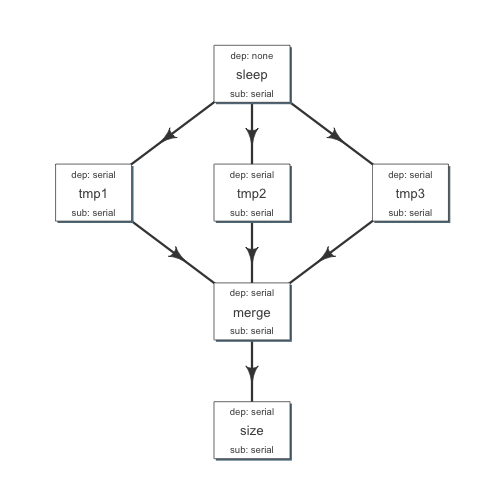 dep: none
sleep
sub: serial
dep: serial
tmp1
sub: serial
dep: serial
tmp2
sub: serial
dep: serial
tmp3
sub: serial
dep: serial
merge
sub: serial
dep: serial
size
sub: serial